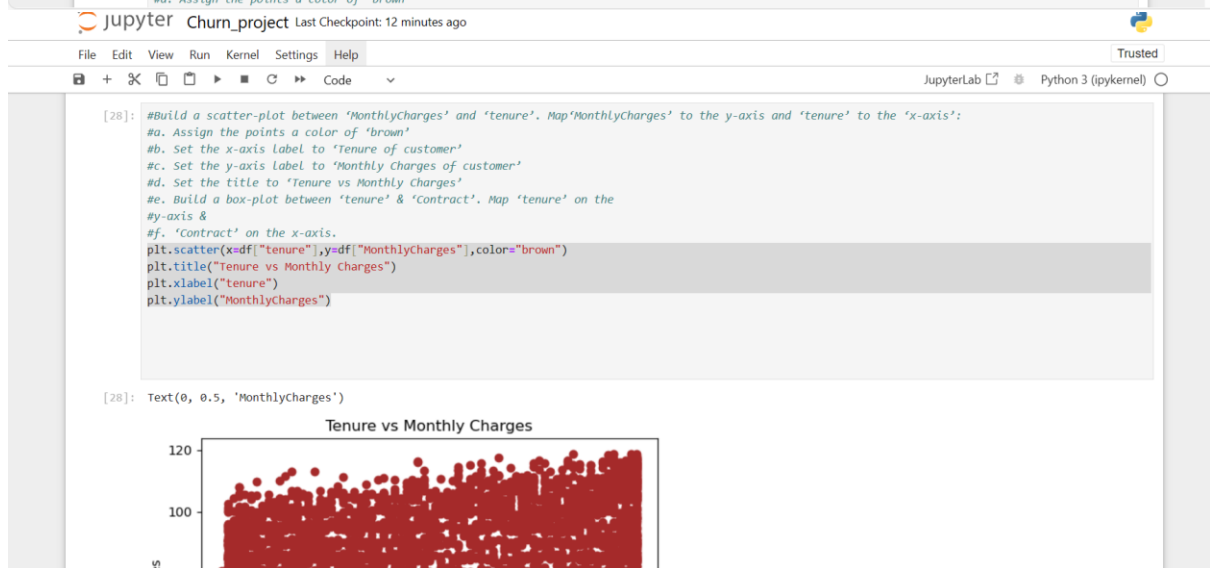 #a. Assign the points a color of 'brown'
Jupyter Churn_project Last Checkpoint: 12 minutes ago
File Edit View Run Kernel Settings Help Trusted
Code JupyterLab Python 3 (ipykernel)
[28]: #Build a scatter-plot between ‘MonthlyCharges’ and ‘tenure’. Map‘MonthlyCharges’ to the y-axis and ‘tenure’ to the ‘x-axis’:
#a. Assign the points a color of ‘brown’
#b. Set the x-axis label to ‘Tenure of customer’
#c. Set the y-axis label to ‘Monthly Charges of customer’
#d. Set the title to ‘Tenure vs Monthly Charges’
#e. Build a box-plot between ‘tenure’ & ‘Contract’. Map ‘tenure’ on the
#y-axis &
#f. ‘Contract’ on the x-axis.
plt.scatter(x=df["tenure"],y=df["MonthlyCharges"],color="brown")
plt.title("Tenure vs Monthly Charges")
plt.xlabel("tenure")
plt.ylabel("MonthlyCharges")
[28]: Text(0, 0.5, 'MonthlyCharges')
Tenure vs Monthly Charges
120
100